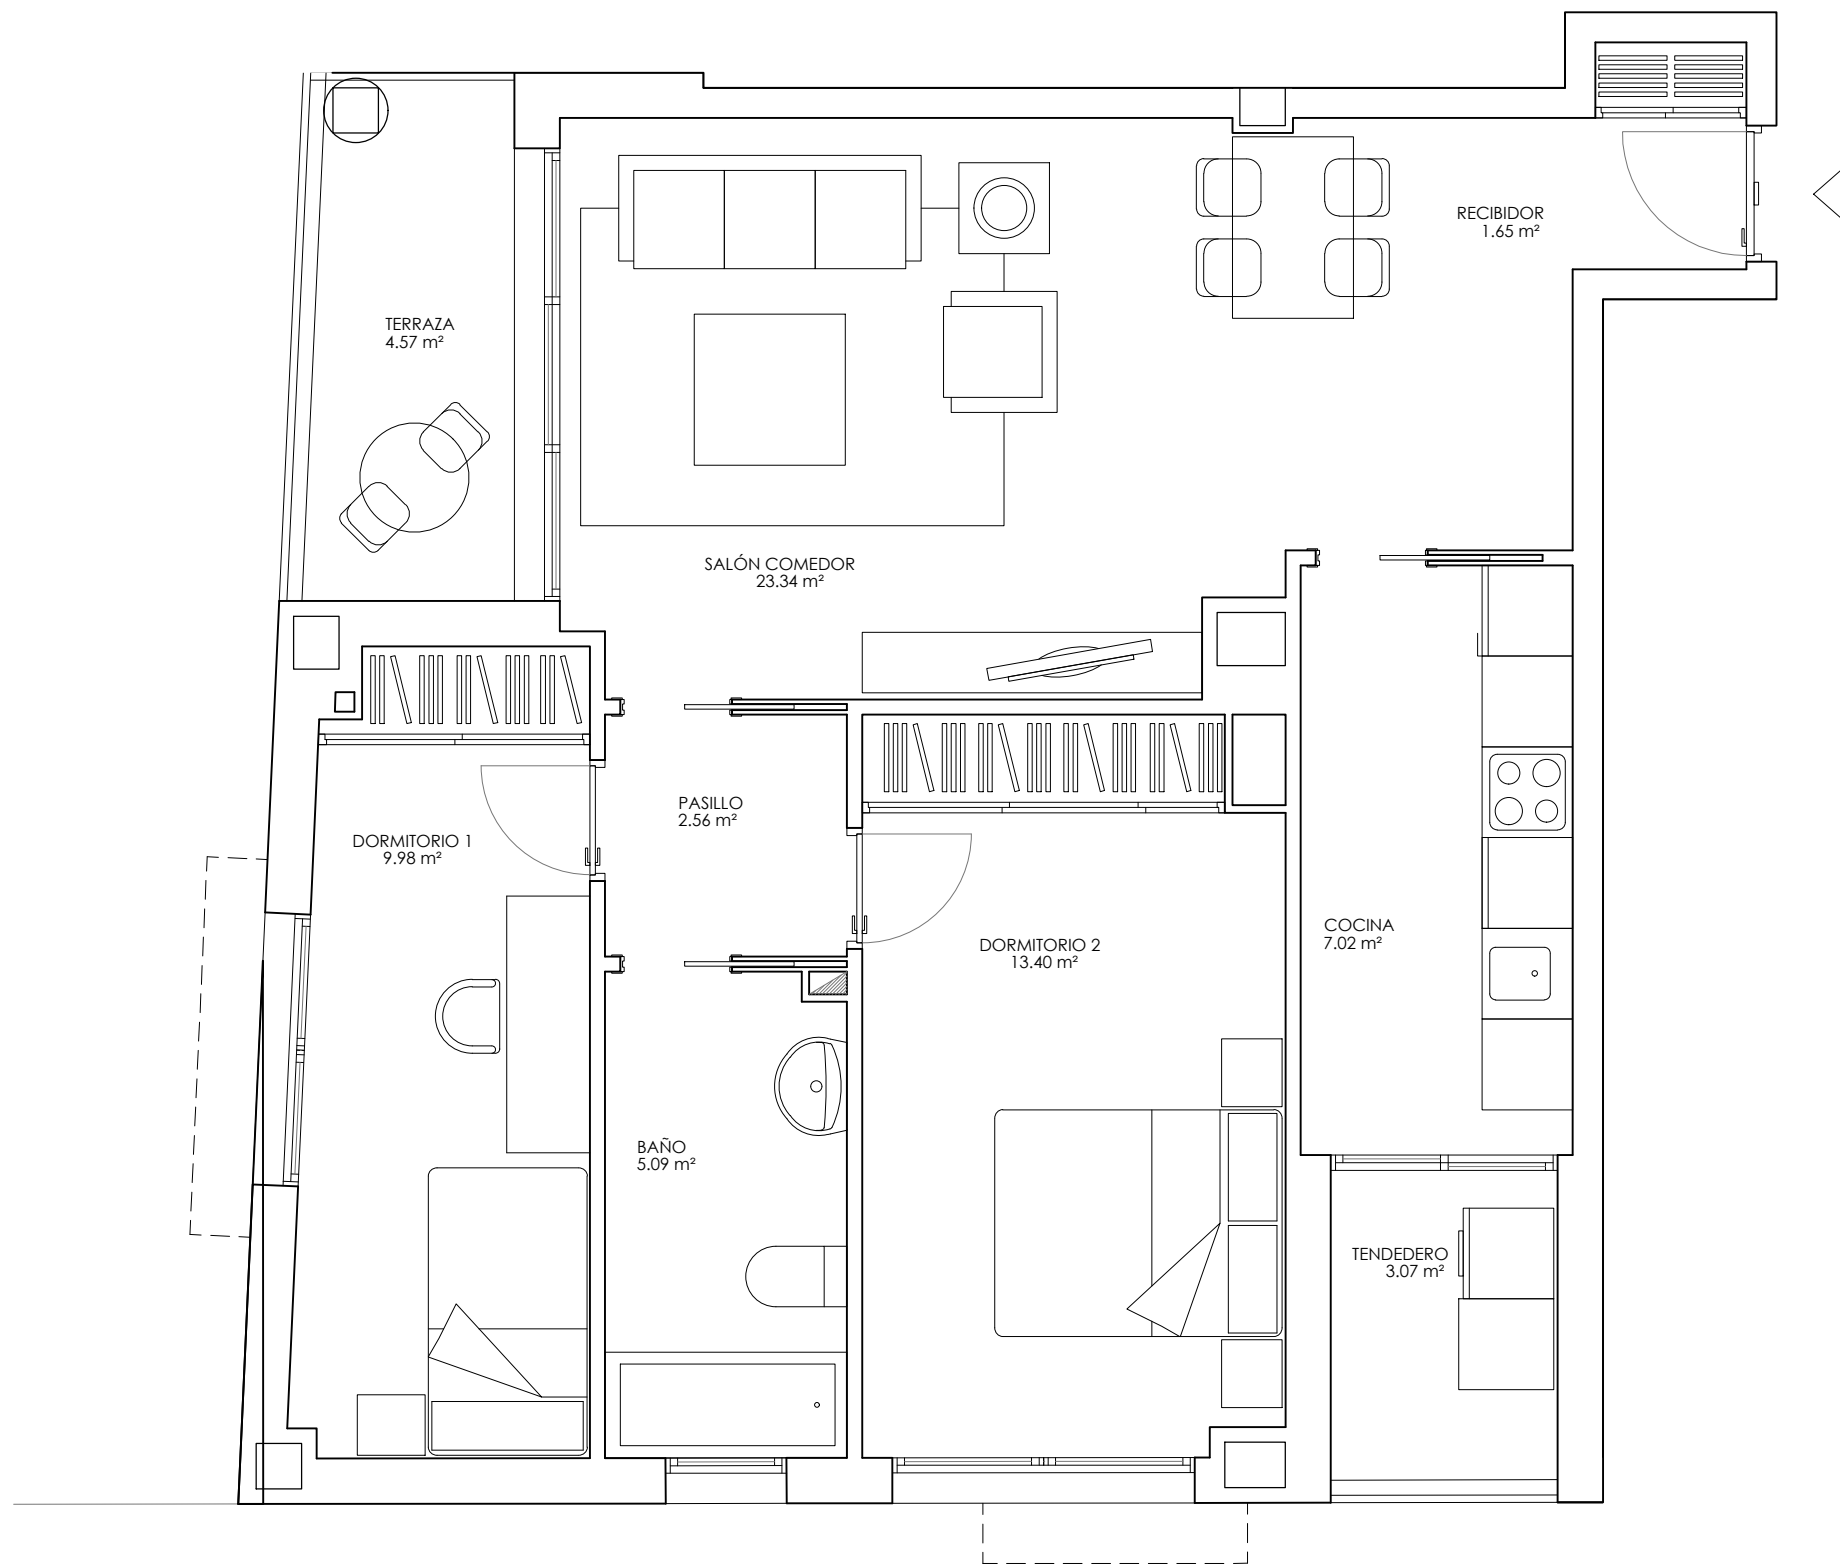 RECIBIDOR
1.65 m²
TERRAZA
4.57 m²
SALÓN COMEDOR
23.34 m²
PASILLO
2.56 m²
DORMITORIO 1
9.98 m²
COCINA
7.02 m²
DORMITORIO 2
13.40 m²
BAÑO
5.09 m²
TENDEDERO
3.07 m²